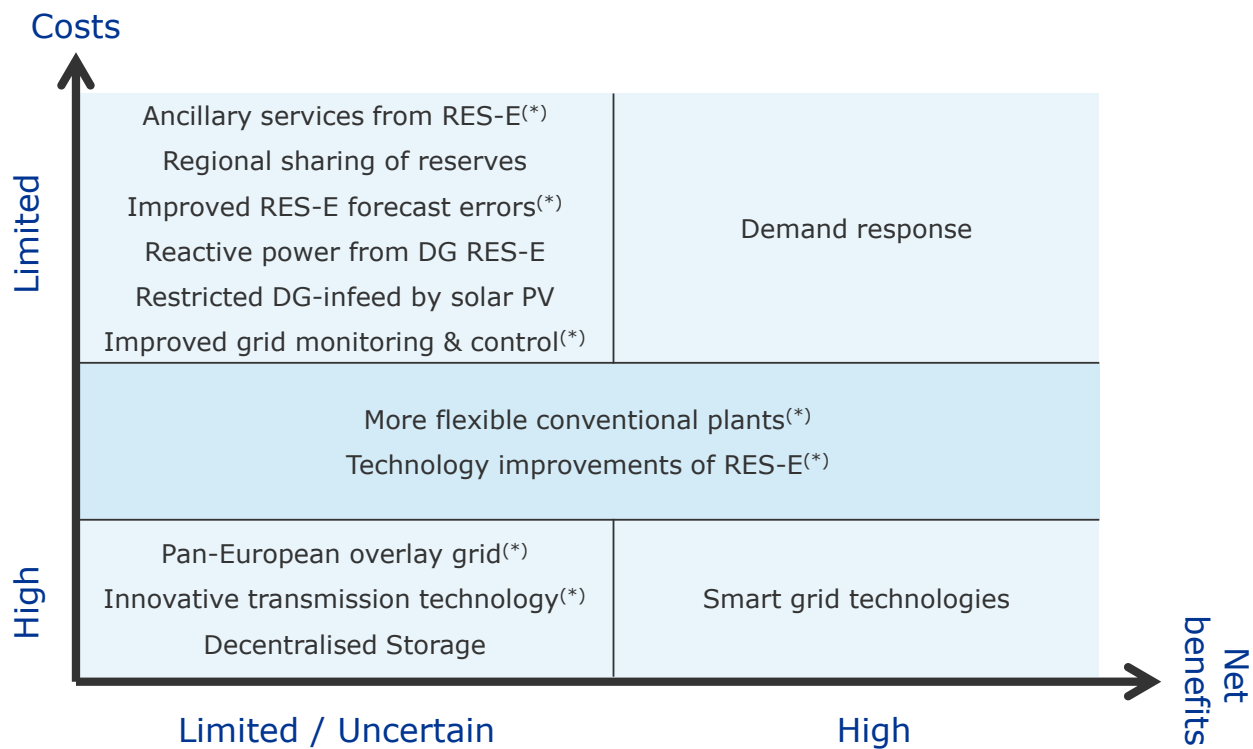 Costs
Limited
Ancillary services from RES-E(*)
Regional sharing of reserves
Improved RES-E forecast errors(*)
Reactive power from DG RES-E
Restricted DG-infeed by solar PV
Improved grid monitoring & control(*)
Demand response
More flexible conventional plants(*)
Technology improvements of RES-E(*)
High
Pan-European overlay grid(*)
Innovative transmission technology(*)
Decentralised Storage
Smart grid technologies
Net
benefits
Limited / Uncertain
High